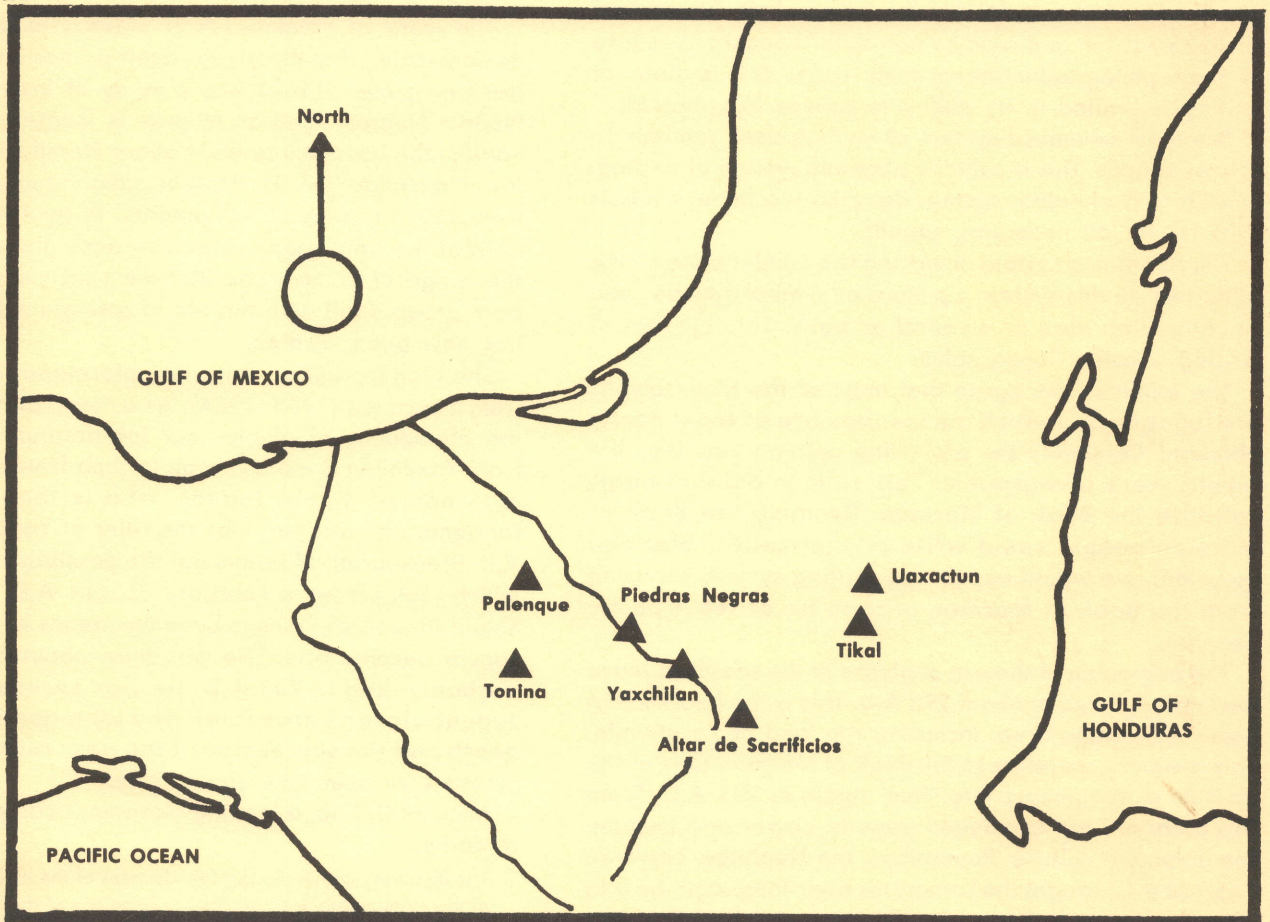 North
GULF OF MEXICO
Palenque
Piedras Negras
Uaxactun
Tikal
Tonina
Yaxchilan
Altar de Sacrificios
GULF OF
HONDURAS
PACIFIC OCEAN